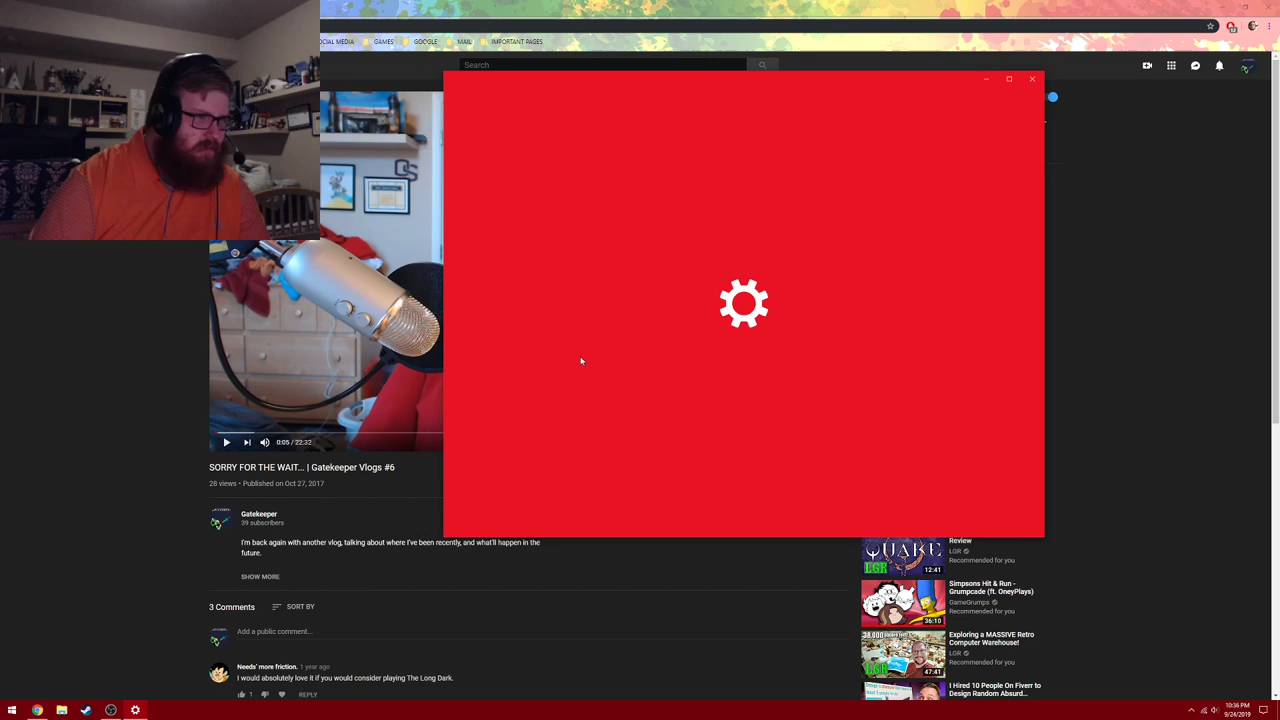 OCIAL MEDIA GAMES GOOGLE MAIL IMPORTANT PAGES
Search
0:05 / 22:32
SORRY FOR THE WAIT... | Gatekeeper Vlogs #6
28 views • Published on Oct 27, 2017
Gatekeeper
39 subscribers
I'm back again with another vlog, talking about where I've been recently, and what'll happen in the
future.
SHOW MORE
3 Comments SORT BY
Add a public comment...
Needs' more friction. 1 year ago
I would absolutely love it if you would consider playing The Long Dark.
1 REPLY
QUAKE
LGR
12:41
Review
LGR
Recommended for you
36:10
Simpsons Hit & Run -
Grumpcade (ft. OneyPlays)
GameGrumps
Recommended for you
LGR
47:41
Exploring a MASSIVE Retro
Computer Warehouse!
LGR
Recommended for you
I Hired 10 People On Fiverr to
Design Random Absurd...
10:36 PM
9/24/2019